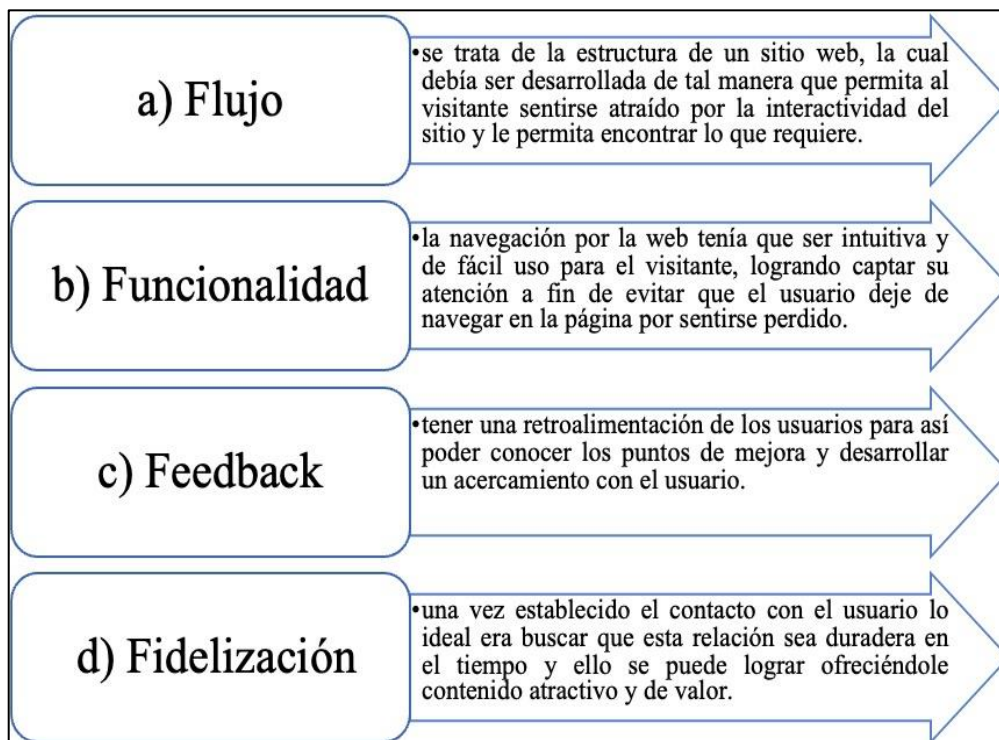 a) Flujo
•se trata de la estructura de un sitio web, la cual
debía ser desarrollada de tal manera que permita al
visitante sentirse atraído por la interactividad del
sitio y le permita encontrar lo que requiere.
b) Funcionalidad
•la navegación por la web tenía que ser intuitiva y
de fácil uso para el visitante, logrando captar su
atención a fin de evitar que el usuario deje de
navegar en la página por sentirse perdido.
c) Feedback
•tener una retroalimentación de los usuarios para así
poder conocer los puntos de mejora y desarrollar
un acercamiento con el usuario.
d) Fidelización
•una vez establecido el contacto con el usuario lo
ideal era buscar que esta relación sea duradera en
el tiempo y ello se puede lograr ofreciéndole
contenido atractivo y de valor.